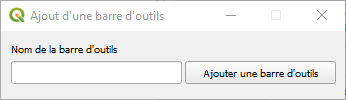 Ajout d'une barre d'outils
Nom de la barre d'outils
Ajouter une barre d'outils